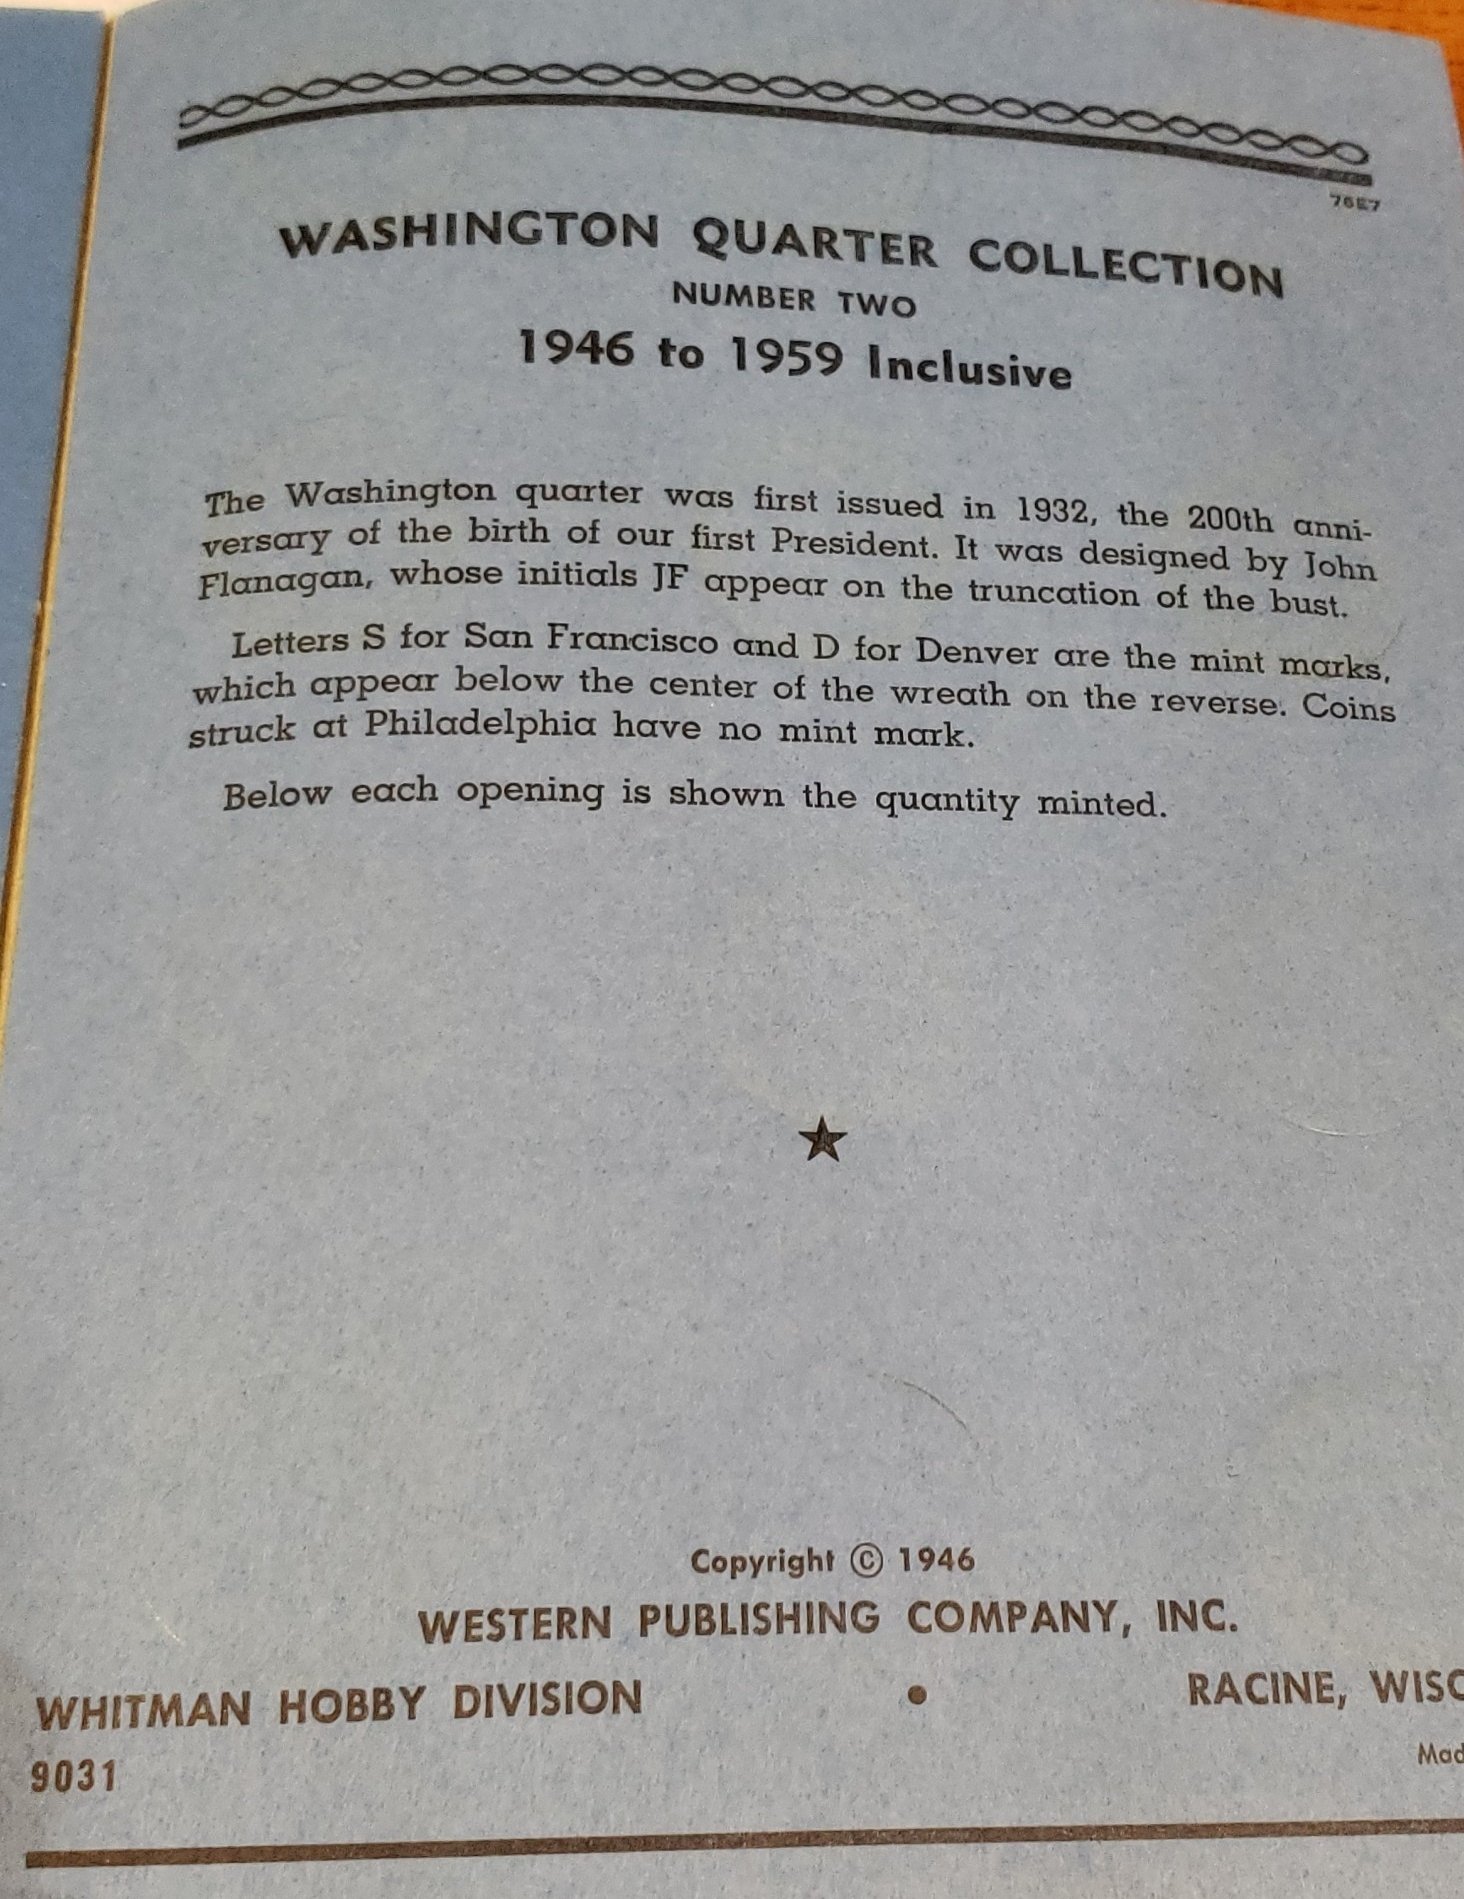 WASHINGTON QUARTER COLLECTION
NUMBER TWO
1946 to 1959 Inclusive
The Washington quarter was first issued in 1932, the 200th anni-
versary of the birth of our first President. It was designed by John
Flanagan, whose initials JF appear on the truncation of the bust.
Letters S for San Francisco and D for Denver are the mint marks,
which appear below the center of the wreath on the reverse. Coins
struck at Philadelphia have no mint mark.
Below each opening is shown the quantity minted.
Copyright © 1946
WESTERN PUBLISHING COMPANY, INC.
WHITMAN HOBBY DIVISION • RACINE, WISC
9031
Mad